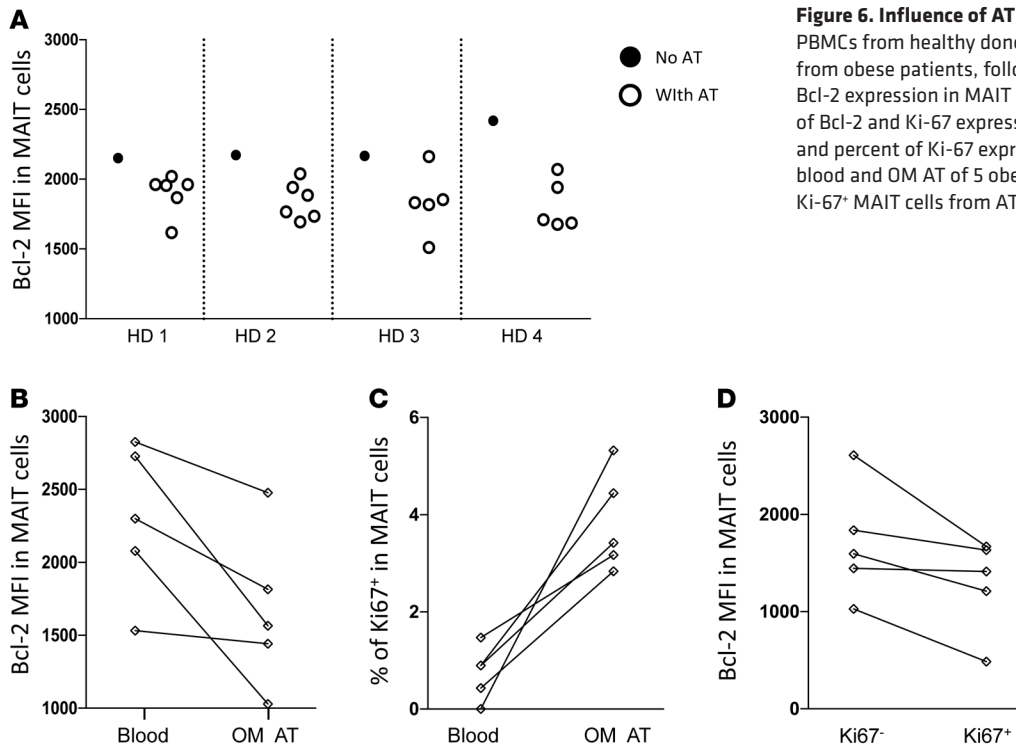 A
Bcl-2 MFI in MAIT cells
3000
2500
2000
1500
1000
HD 1
HD 2
HD 3
HD 4
No AT
WIth AT
Figure 6. Influence of AT
PBMCs from healthy done
from obese patients, follo
Bcl-2 expression in MAIT
of Bcl-2 and Ki-67 express
and percent of Ki-67 expre
blood and OM AT of 5 obe
Ki-67⁺ MAIT cells from AT
B
Bcl-2 MFI in MAIT cells
3000
2500
2000
1500
1000
Blood
OM AT
C
% of Ki67⁺ in MAIT cells
6
4
2
0
Blood
OM AT
D
Bcl-2 MFI in MAIT cells
3000
2000
1000
0
Ki67⁻
Ki67⁺